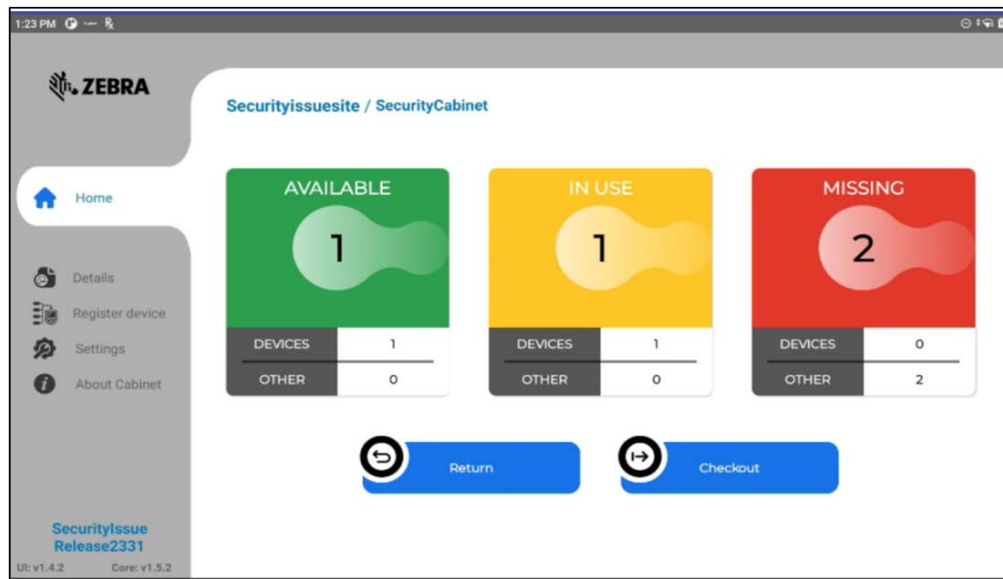 1:23 PM
ZEBRA
Securityissuesite / SecurityCabinet
Home
Details
Register device
Settings
About Cabinet
AVAILABLE
1
DEVICES 1
OTHER 0
IN USE
1
DEVICES 1
OTHER 0
MISSING
2
DEVICES 0
OTHER 2
Return
Checkout
SecurityIssue
Release2331
UI: v1.4.2 Core: v1.5.2